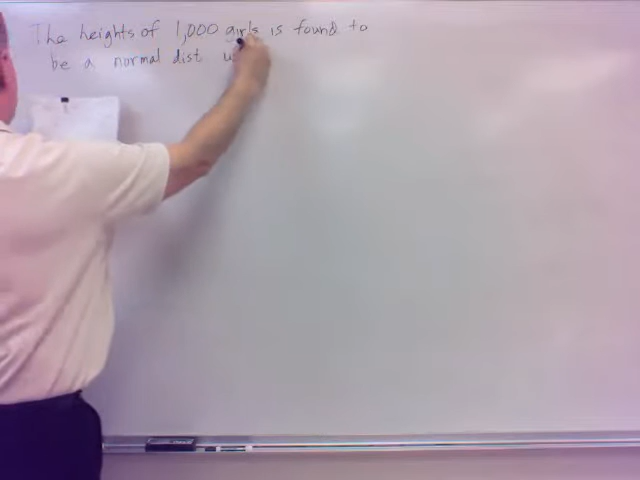 The heights of 1,000 girls is found to
be a normal dist